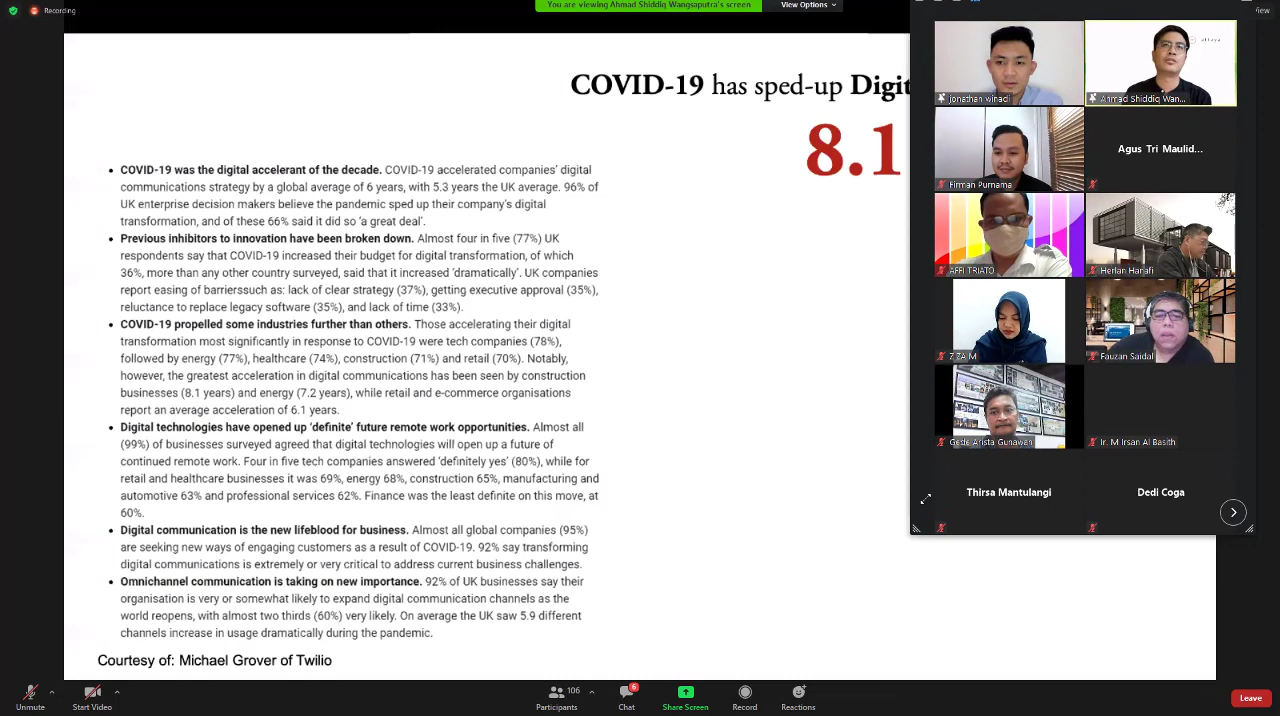 Recording
You are viewing Ahmad Shiddiq Wangsaputra's screen
View Options
View
COVID-19 has sped-up Digit
8.1
• COVID-19 was the digital accelerant of the decade. COVID-19 accelerated companies' digital
communications strategy by a global average of 6 years, with 5.3 years the UK average. 96% of
UK enterprise decision makers believe the pandemic sped up their company's digital
transformation, and of these 66% said it did so 'a great deal'.
• Previous inhibitors to innovation have been broken down. Almost four in five (77%) UK
respondents say that COVID-19 increased their budget for digital transformation, of which
36%, more than any other country surveyed, said that it increased 'dramatically'. UK companies
report easing of barrierssuch as: lack of clear strategy (37%), getting executive approval (35%),
reluctance to replace legacy software (35%), and lack of time (33%).
• COVID-19 propelled some industries further than others. Those accelerating their digital
transformation most significantly in response to COVID-19 were tech companies (78%),
followed by energy (77%), healthcare (74%), construction (71%) and retail (70%). Notably,
however, the greatest acceleration in digital communications has been seen by construction
businesses (8.1 years) and energy (7.2 years), while retail and e-commerce organisations
report an average acceleration of 6.1 years.
• Digital technologies have opened up 'definite' future remote work opportunities. Almost all
(99%) of businesses surveyed agreed that digital technologies will open up a future of
continued remote work. Four in five tech companies answered 'definitely yes' (80%), while for
retail and healthcare businesses it was 69%, energy 68%, construction 65%, manufacturing and
automotive 63% and professional services 62%. Finance was the least definite on this move, at
60%.
• Digital communication is the new lifeblood for business. Almost all global companies (95%)
are seeking new ways of engaging customers as a result of COVID-19. 92% say transforming
digital communications is extremely or very critical to address current business challenges.
• Omnichannel communication is taking on new importance. 92% of UK businesses say their
organisation is very or somewhat likely to expand digital communication channels as the
world reopens, with almost two thirds (60%) very likely. On average the UK saw 5.9 different
channels increase in usage dramatically during the pandemic.
Courtesy of: Michael Grover of Twilio
jonathan winadi
Ahmad Shiddiq Wan...
Firman Purnama
Agus Tri Maulid...
AFFI TRIATO
Herlan Hanafi
ZIZA M
Fauzan Saidal
Gede Arista Gunawan
Ir. M Irsan Al Basith
Thirsa Mantulangi
Dedi Coga
Unmute
Start Video
106
Participants
6
Chat
Share Screen
Record
Reactions
Leave